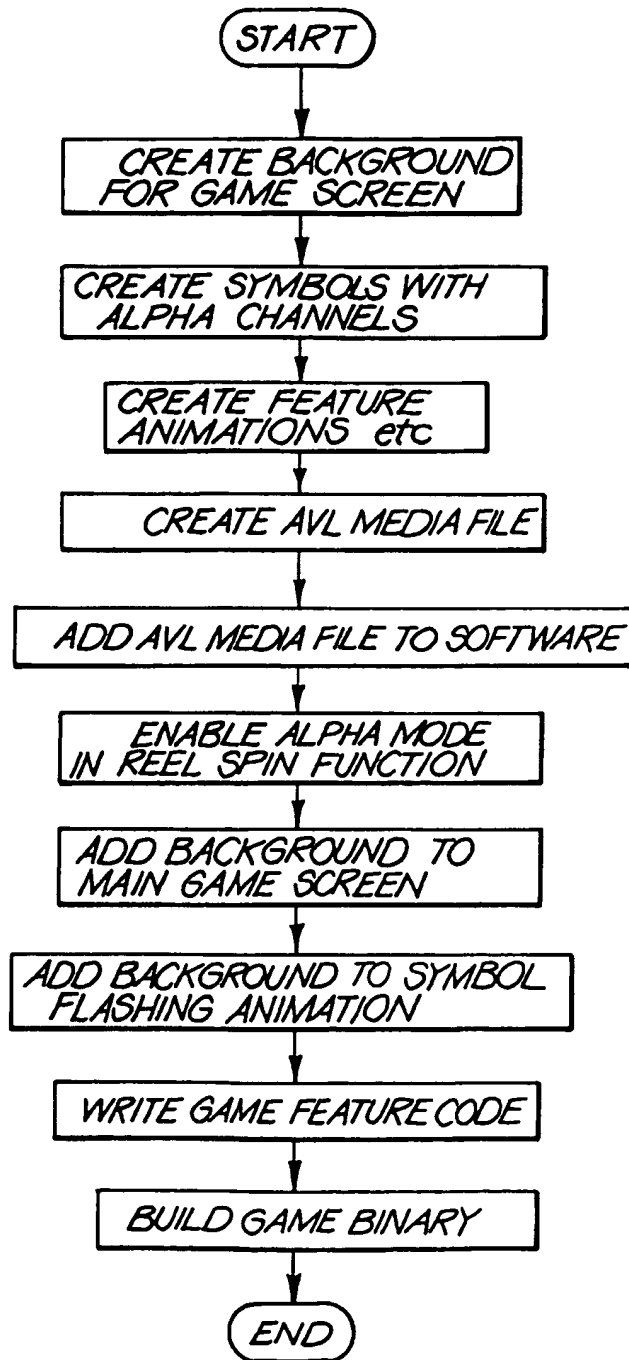 START
CREATE BACKGROUND
FOR GAME SCREEN
CREATE SYMBOLS WITH
ALPHA CHANNELS
CREATE FEATURE
ANIMATIONS etc
CREATE AVL MEDIA FILE
ADD AVL MEDIA FILE TO SOFTWARE
ENABLE ALPHA MODE
IN REEL SPIN FUNCTION
ADD BACKGROUND TO
MAIN GAME SCREEN
ADD BACKGROUND TO SYMBOL
FLASHING ANIMATION
WRITE GAME FEATURE CODE
BUILD GAME BINARY
END